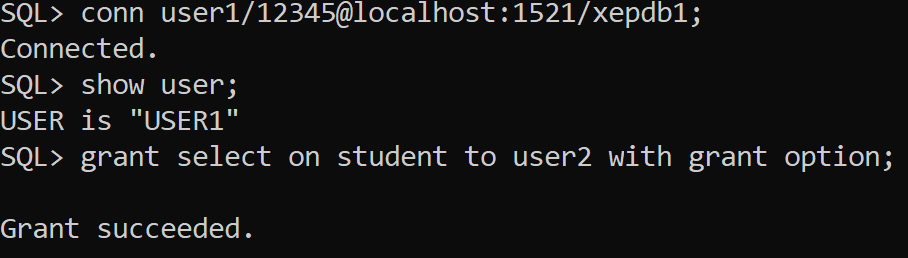 SQL> conn user1/12345@localhost:1521/xepdb1;
Connected.
SQL> show user;
USER is "USER1"
SQL> grant select on student to user2 with grant option;
Grant succeeded.